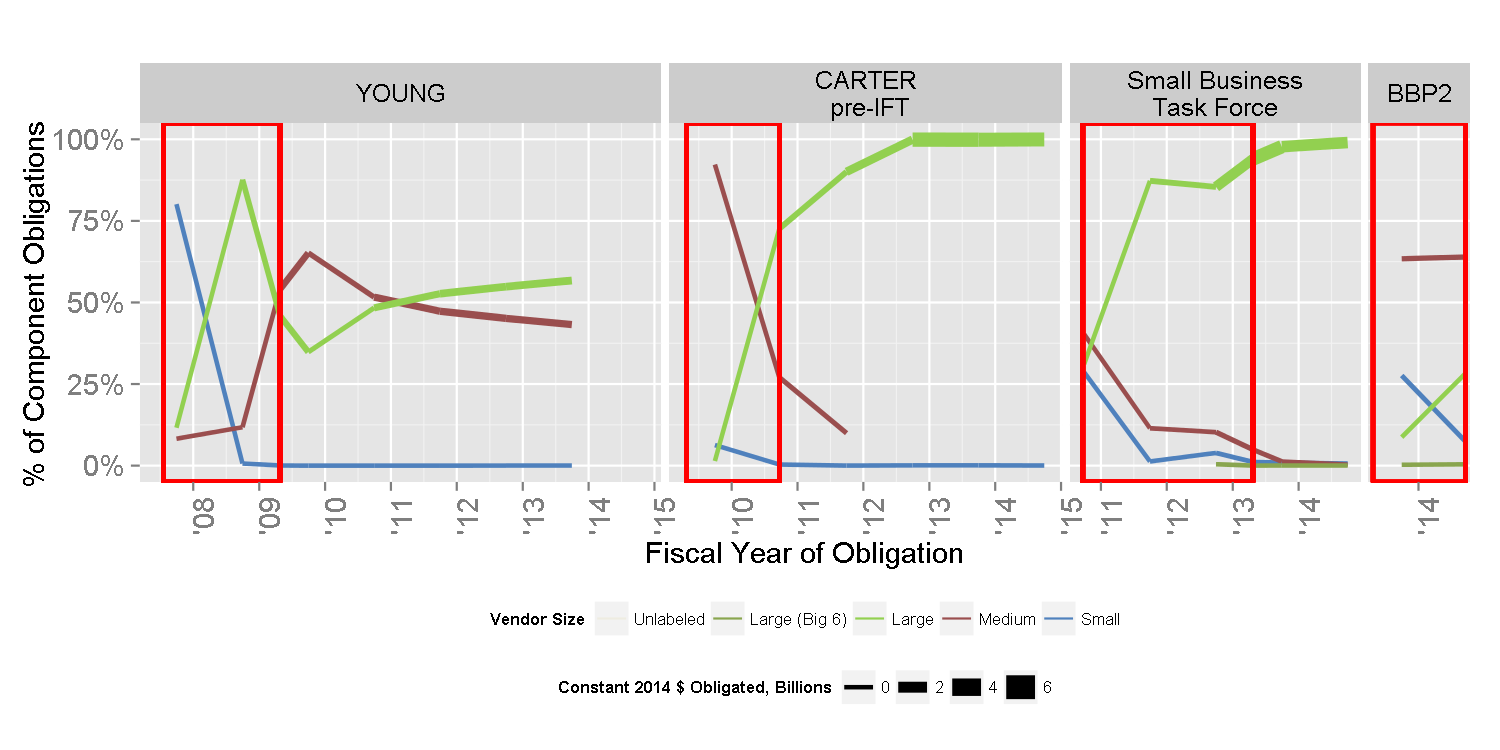 YOUNG
CARTER
pre-IFT
Small Business
Task Force
BBP2
% of Component Obligations
100%
75%
50%
25%
0%
'08 '09 '10 '11 '12 '13 '14 '15
'10 '11 '12 '13 '14 '15
'11 '12 '13 '14
'14
Fiscal Year of Obligation
Vendor Size Unlabeled Large (Big 6) Large Medium Small
Constant 2014 $ Obligated, Billions 0 2 4 6